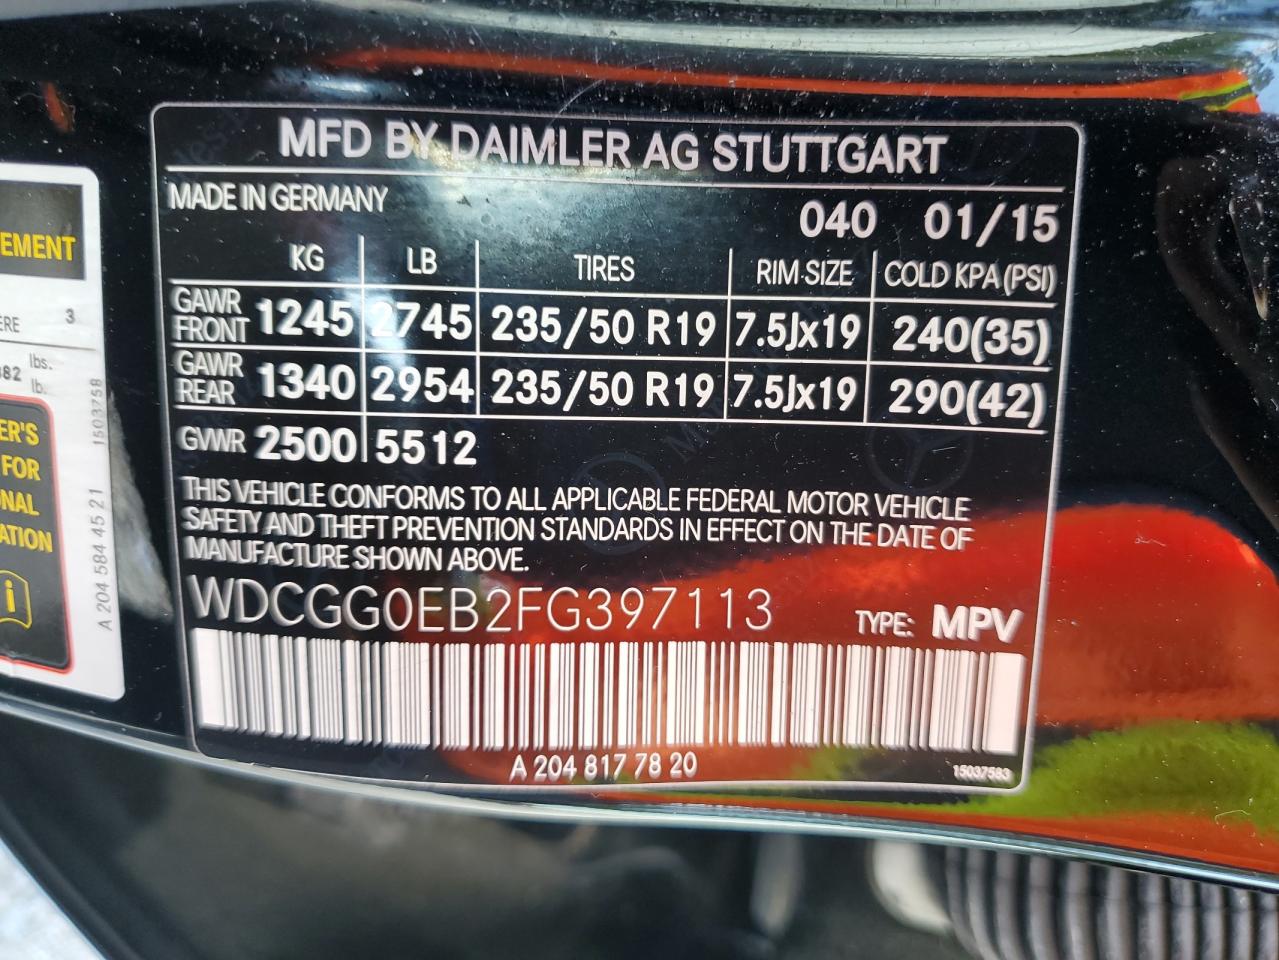 MFD BY DAIMLER AG STUTTGART
MADE IN GERMANY
040 01/15
KG LB TIRES RIM-SIZE COLD KPA(PSI)
GAWR FRONT 1245 2745 235/50 R19 7.5Jx19 240(35)
GAWR REAR 1340 2954 235/50 R19 7.5Jx19 290(42)
GVWR 2500 5512
THIS VEHICLE CONFORMS TO ALL APPLICABLE FEDERAL MOTOR VEHICLE
SAFETY AND THEFT PREVENTION STANDARDS IN EFFECT ON THE DATE OF
MANUFACTURE SHOWN ABOVE.
WDCGG0EB2FG397113 TYPE: MPV
A 204 817 78 20
15037583
EMENT
ERE 3
382 lbs.
lb.
ER'S
FOR
ONAL
ATION
i
A 204 584 45 21 1503758